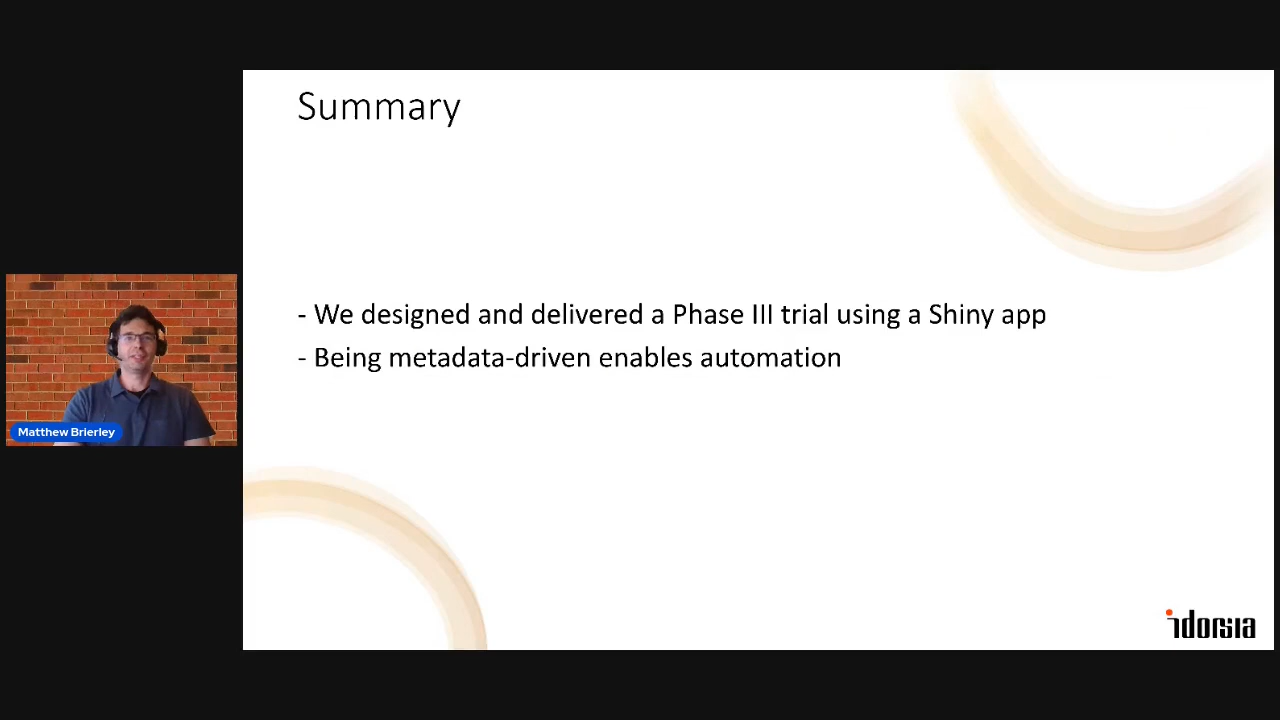 Summary
- We designed and delivered a Phase III trial using a Shiny app
- Being metadata-driven enables automation
Matthew Brierley
idorsia